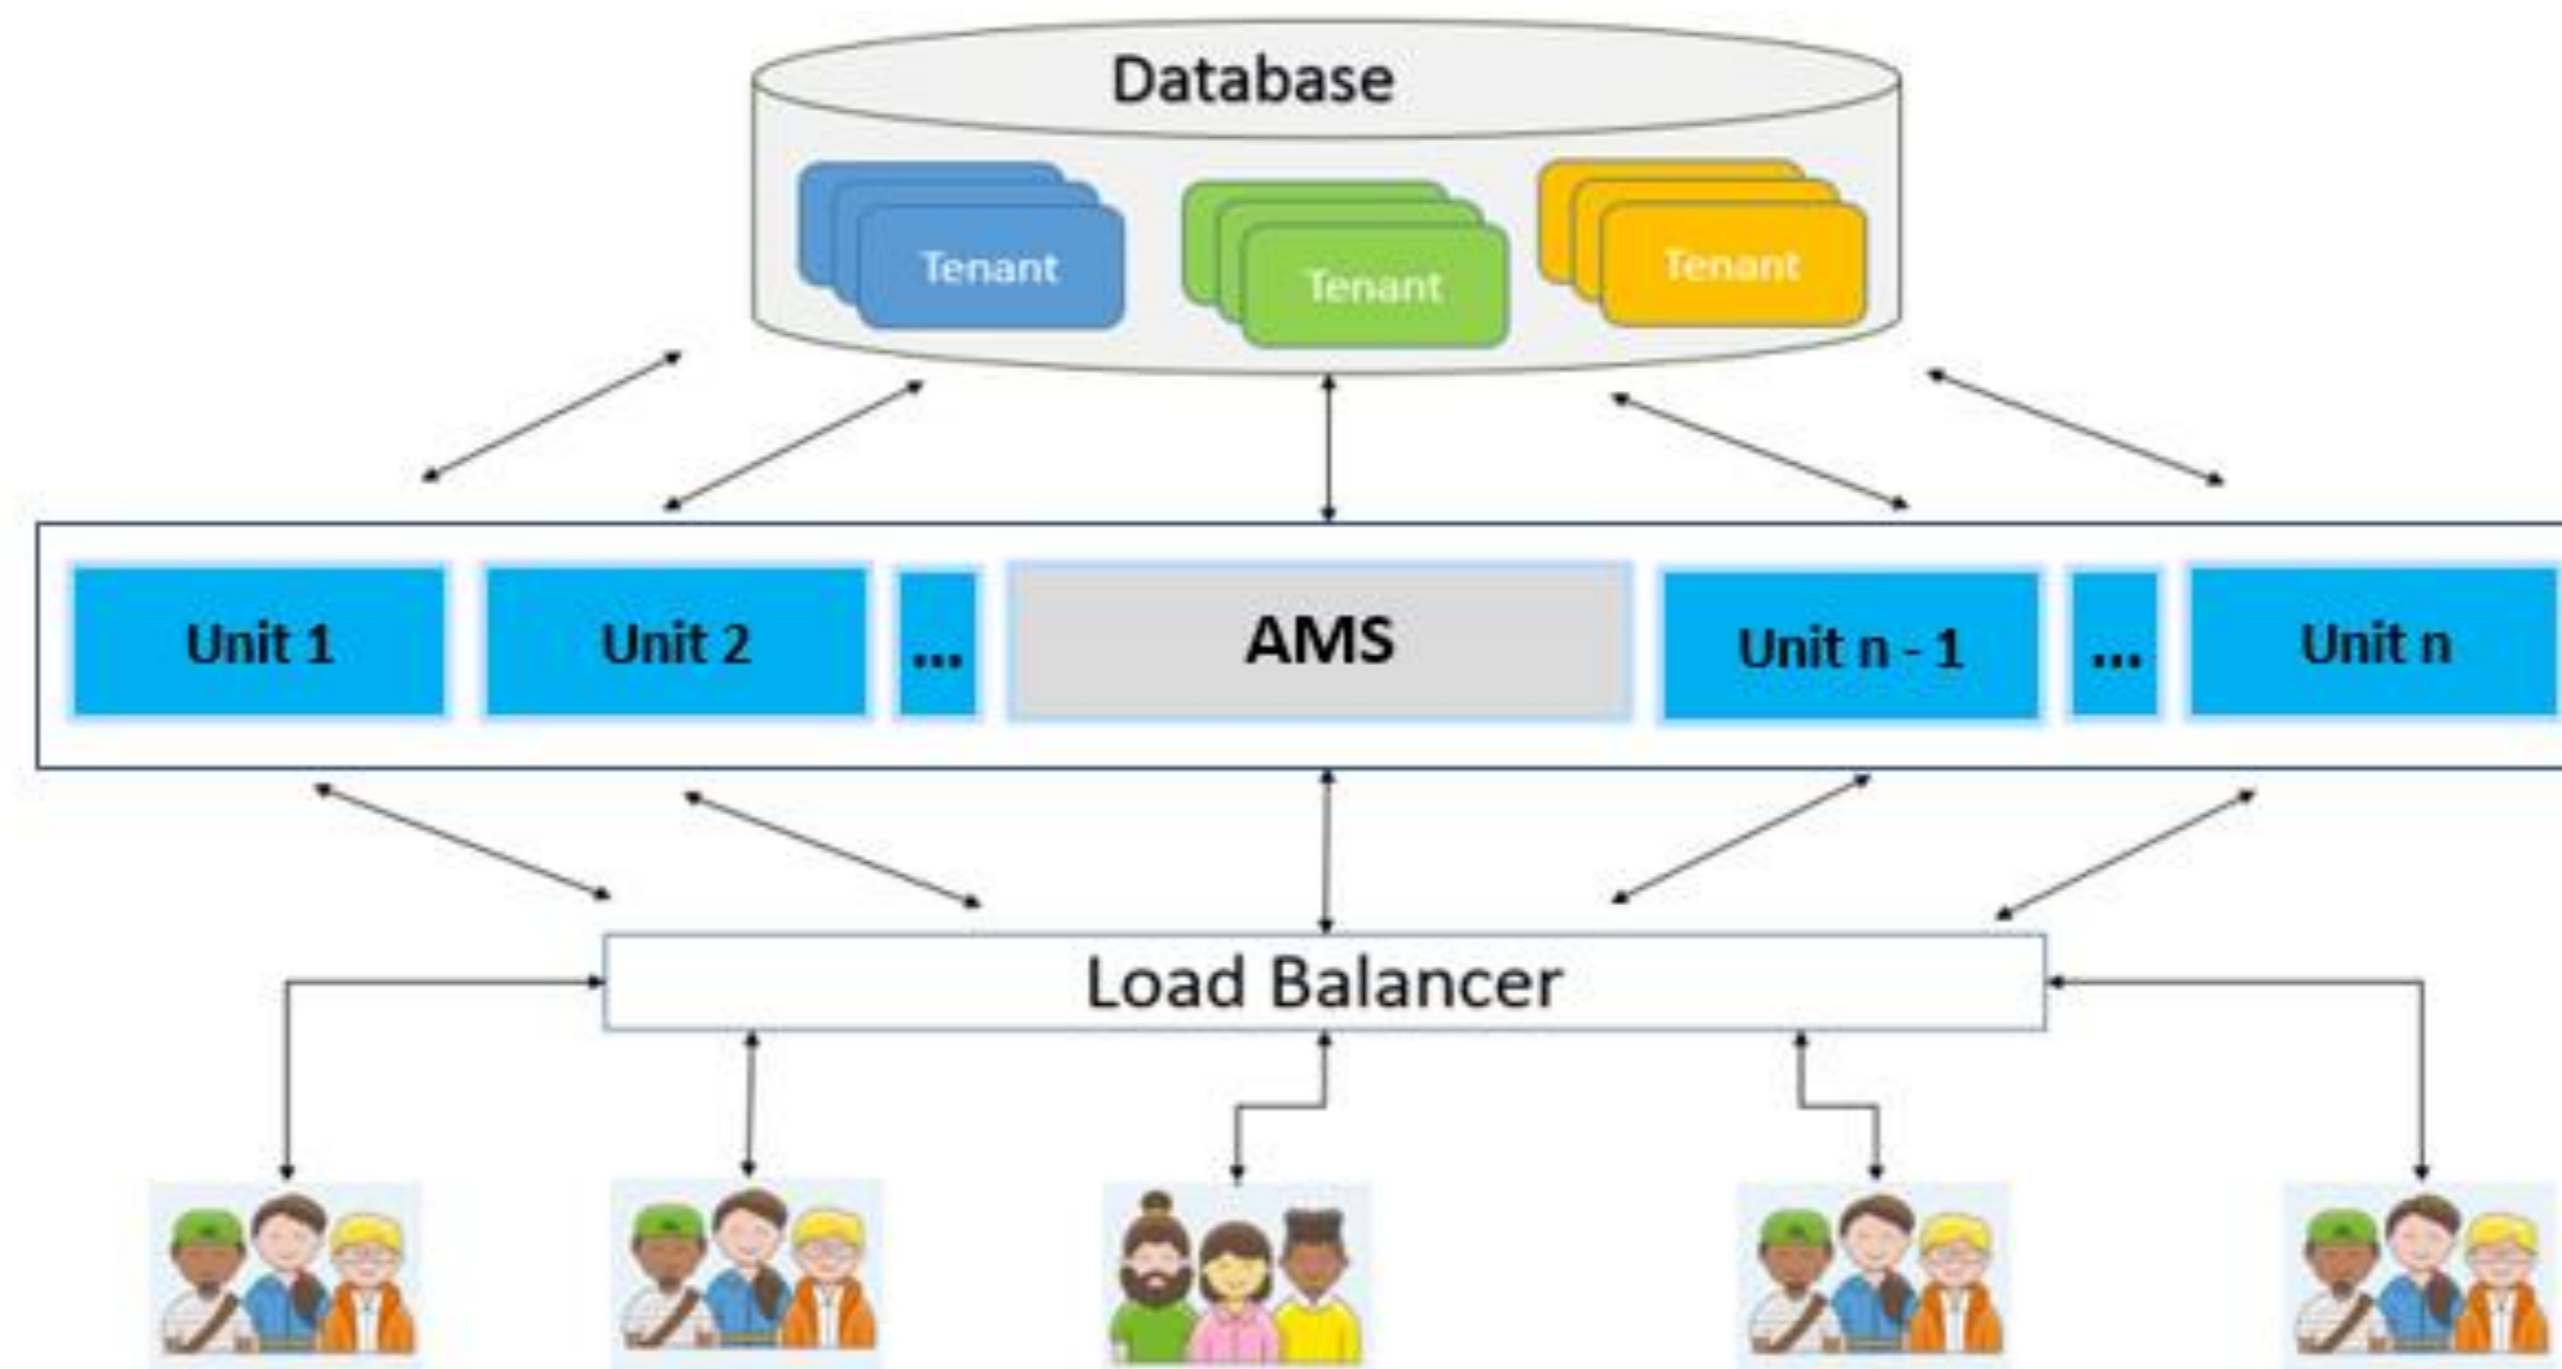 Database
Tenant
Tenant
Tenant
Unit 1
Unit 2
...
AMS
Unit n - 1
...
Unit n
Load Balancer